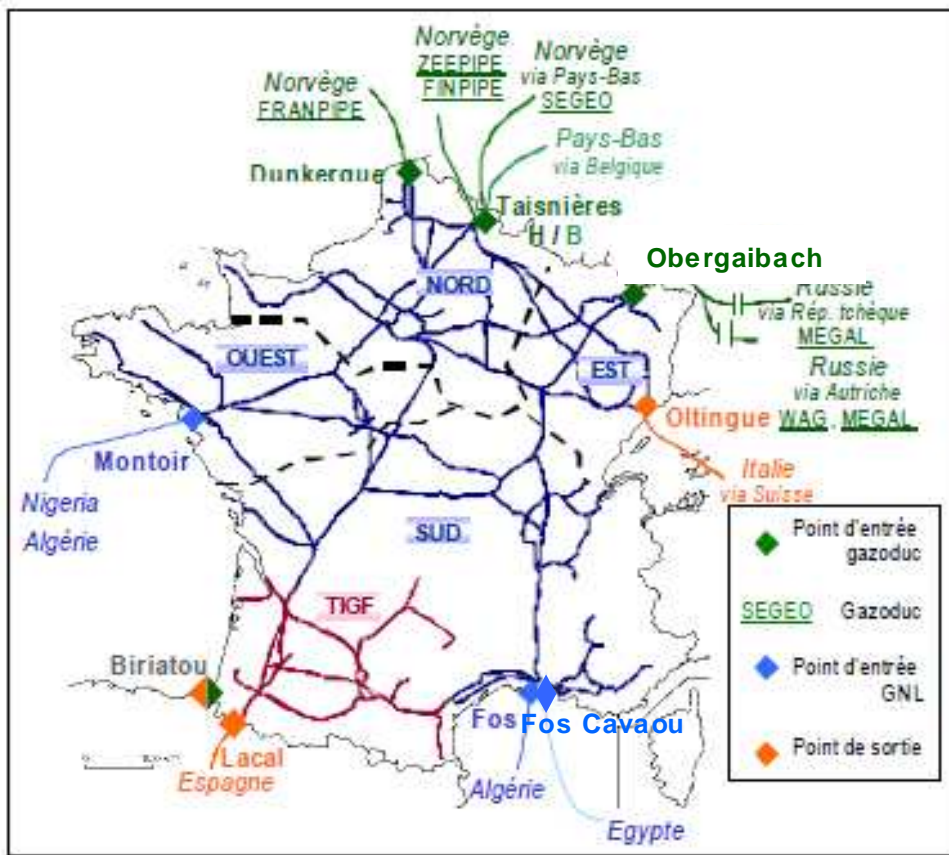 Norvège
ZEEPIPE
FINPIPE
Norvège
via Pays-Bas
SEGEO
Norvège
FRANPIPE
Pays-Bas
via Belgique
Dunkerque
Taisnières
H / B
Obergaibach
NORD
Russie
via Rép. tchèque
MEGAL
OUEST
EST
Russie
via Autriche
WAG , MEGAL
Oltingue
Montoir
Italie
via Suisse
Nigeria
Algérie
SUD
Point d'entrée
gazoduc
SEGEO Gazoduc
Point d'entrée
GNL
Point de sortie
TIGF
Biriatou
Fos
Fos Cavaou
Lacal
Espagne
Algérie
Egypte
0